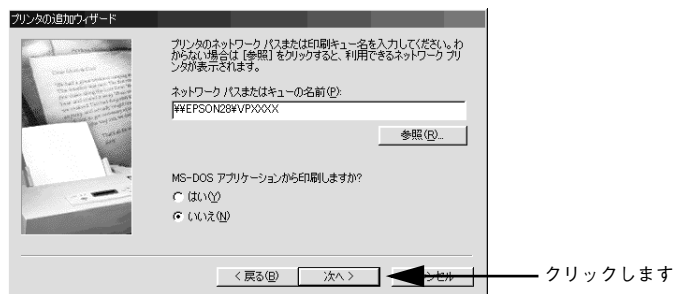 プリンタの追加ウィザード
プリンタのネットワーク パスまたは印刷キュー名を入力してください。わ
からない場合は [参照] をクリックすると、利用できるネットワーク プリ
ンタが表示されます。
ネットワーク パスまたはキューの名前(P):
¥¥EPSON28¥VPXXXX
参照(R)...
MS-DOS アプリケーションから印刷しますか?
はい(Y)
いいえ(N)
< 戻る(B)
次へ >
クリックします